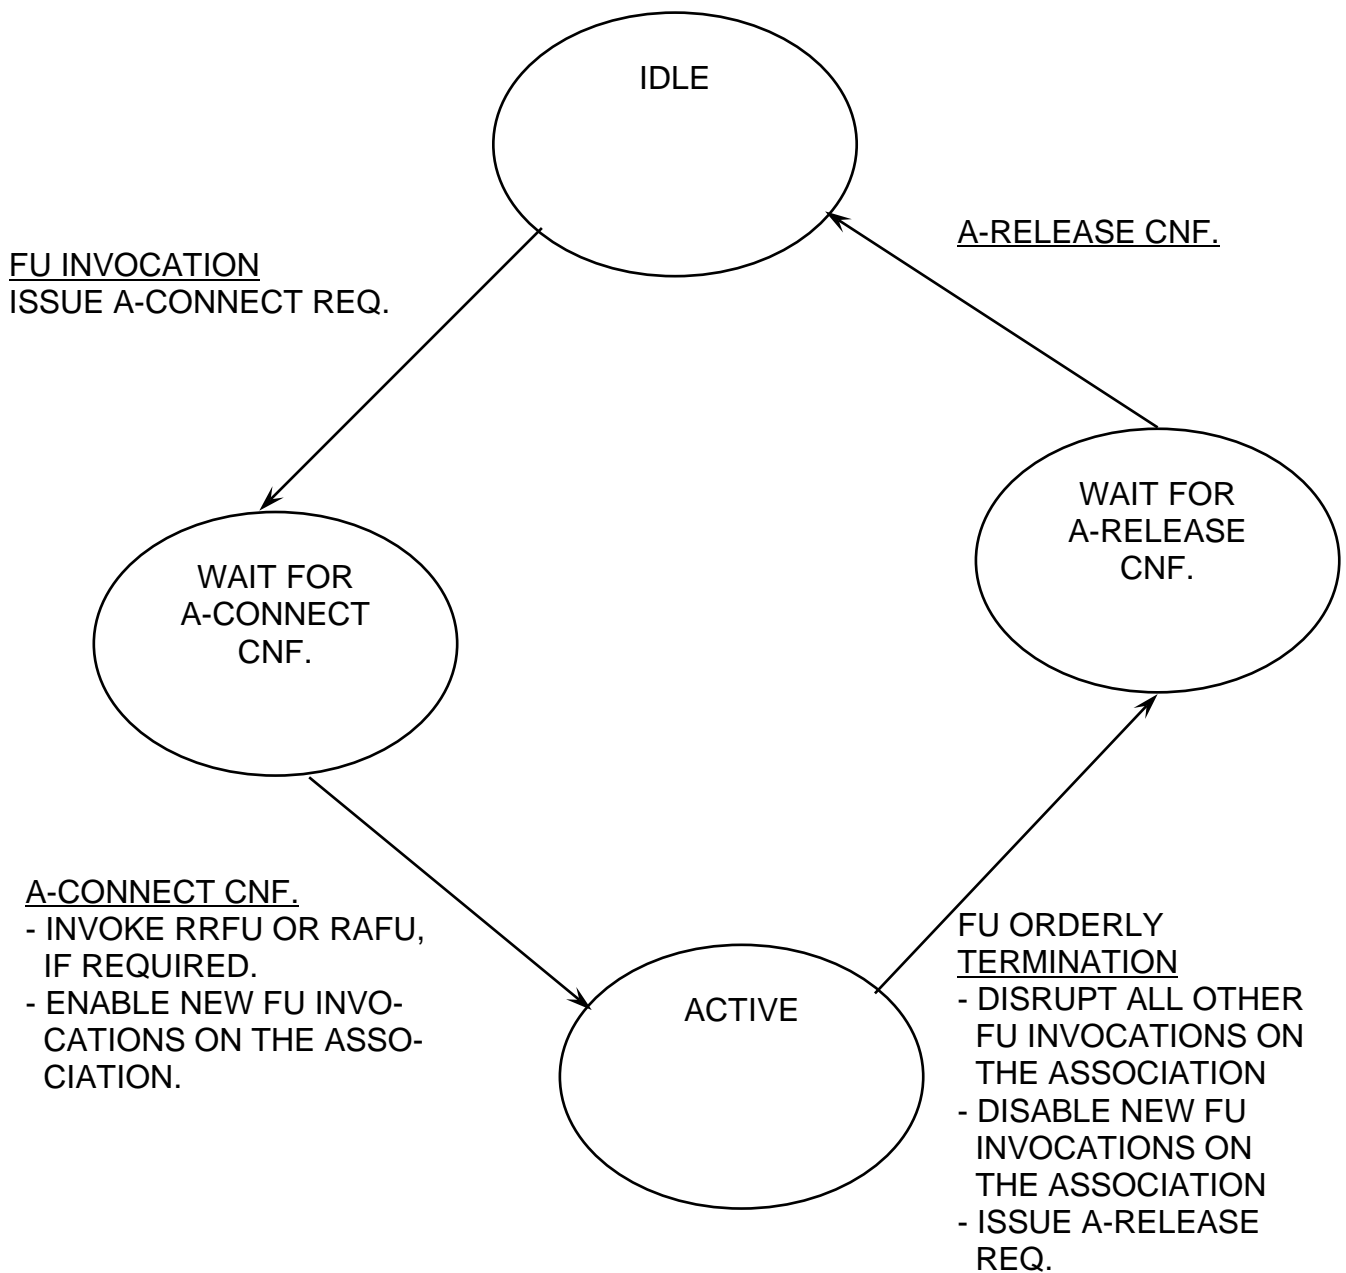 IDLE
A-RELEASE CNF.
FU INVOCATION
ISSUE A-CONNECT REQ.
WAIT FOR
A-RELEASE
CNF.
WAIT FOR
A-CONNECT
CNF.
A-CONNECT CNF.
- INVOKE RRFU OR RAFU,
IF REQUIRED.
- ENABLE NEW FU INVO-
CATIONS ON THE ASSO-
CIATION.
ACTIVE
FU ORDERLY
TERMINATION
- DISRUPT ALL OTHER
FU INVOCATIONS ON
THE ASSOCIATION
- DISABLE NEW FU
INVOCATIONS ON
THE ASSOCIATION
- ISSUE A-RELEASE
REQ.